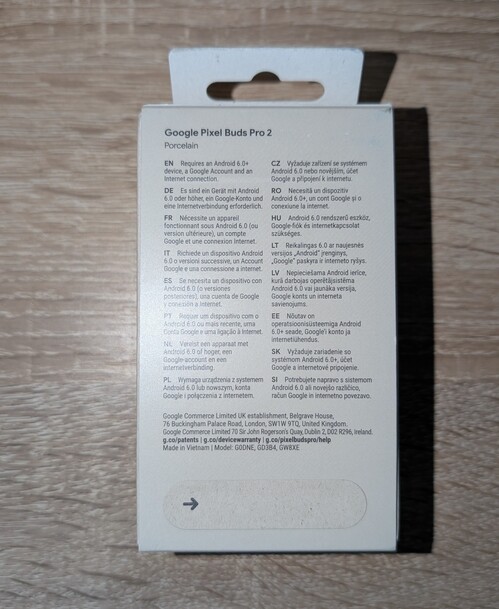 Google Pixel Buds Pro 2
Porcelain
EN Requires an Android 6.0+
device, a Google Account and an
internet connection.
DE Es sind ein Gerät mit Android
6.0 oder höher, ein Google-Konto und
eine Internetverbindung erforderlich.
FR Nécessite un appareil
fonctionnant sous Android 6.0 (ou
version ultérieure), un compte
Google et une connexion Internet.
IT Richiede un dispositivo Android
6.0 o versioni successive, un Account
Google e una connessione a internet.
ES Se necesita un dispositivo con
Android 6.0 (o versiones
posteriores), una cuenta de Google
y conexión a Internet.
PT Requer um dispositivo com o
Android 6.0 ou mais recente, uma
Conta Google e uma ligação à Internet.
NL Vereist een apparaat met
Android 6.0 of hoger, een
Google-account en een
internetverbinding.
PL Wymaga urządzenia z systemem
Android 6.0 lub nowszym, konta
Google i połączenia z internetem.
CZ Vyžaduje zařízení se systémem
Android 6.0 nebo novějším, účet
Google a připojení k internetu.
RO Necesită un dispozitiv
Android 6.0+, un cont Google și o
conexiune la internet.
HU Android 6.0 rendszerű eszköz,
Google-fiók és internetkapcsolat
szükséges.
LT Reikalingas 6.0 ar naujesnės
versijos „Android“ įrenginys,
„Google“ paskyra ir interneto ryšys.
LV Nepieciešama Android ierīce,
kurā darbojas operētājsistēma
Android 6.0 vai jaunāka versija,
Google konts un interneta
savienojums.
EE Nõutav on
operatsioonisüsteemiga Android
6.0+ seade, Google'i konto ja
internetiühendus.
SK Vyžaduje zariadenie so
systémom Android 6.0+, účet
Google a internetové pripojenie.
SI Potrebujete napravo s sistemom
Android 6.0 ali novejšo različico,
račun Google in internetno povezavo.
Google Commerce Limited UK establishment, Belgrave House,
76 Buckingham Palace Road, London, SW1W 9TQ, United Kingdom.
Google Commerce Limited 70 Sir John Rogerson's Quay, Dublin 2, D02 R296, Ireland.
g.co/patents | g.co/devicewarranty | g.co/pixelbudspro/help
Made in Vietnam | Model: G0DNE, GD3B4, GW8XE